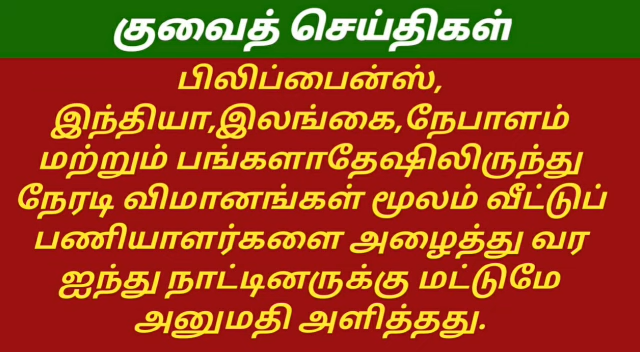 குவைத் செய்திகள்
பிலிப்பைன்ஸ்,
இந்தியா,இலங்கை,நேபாளம்
மற்றும் பங்களாதேஷிலிருந்து
நேரடி விமானங்கள் மூலம் வீட்டுப்
பணியாளர்களை அழைத்து வர
ஐந்து நாட்டினருக்கு மட்டுமே
அனுமதி அளித்தது.